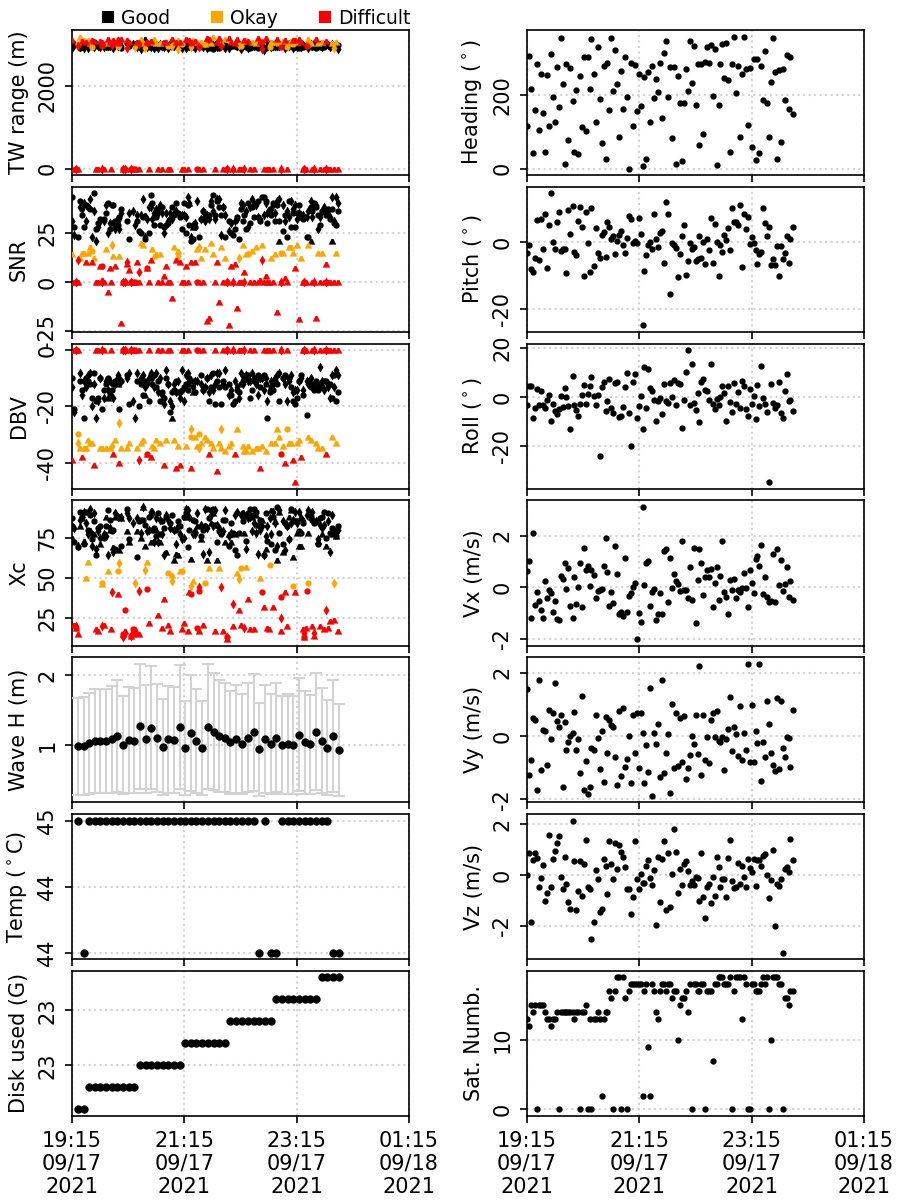 Good Okay Difficult
TW range (m)
2000
0
Heading (°)
200
0
SNR
25
0
-25
Pitch (°)
0
-20
DBV
0
-20
-40
Roll (°)
20
0
-20
Xc
75
50
25
Vx (m/s)
2
0
-2
Wave H (m)
2
1
Vy (m/s)
2
0
-2
Temp (°C)
45
44
44
Vz (m/s)
2
0
-2
Disk used (G)
23
23
Sat. Numb.
10
0
19:15 21:15 23:15 01:15 19:15 21:15 23:15 01:15
09/17 09/17 09/17 09/18 09/17 09/17 09/17 09/18
2021 2021 2021 2021 2021 2021 2021 2021